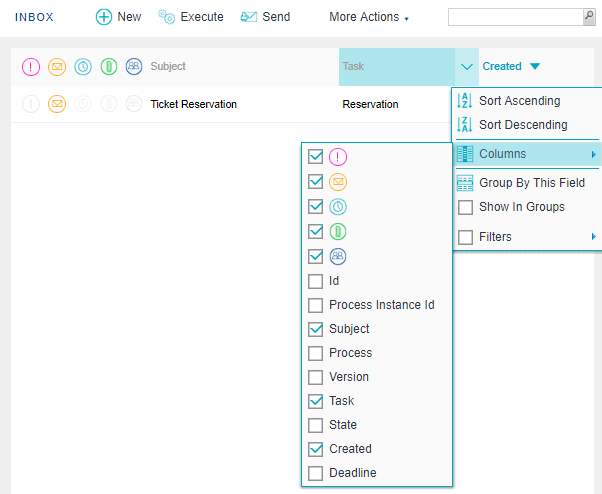 INBOX New Execute Send More Actions
Subject Task Created
Ticket Reservation Reservation
Sort Ascending
Sort Descending
Columns
Group By This Field
Show In Groups
Filters
Id
Process Instance Id
Subject
Process
Version
Task
State
Created
Deadline